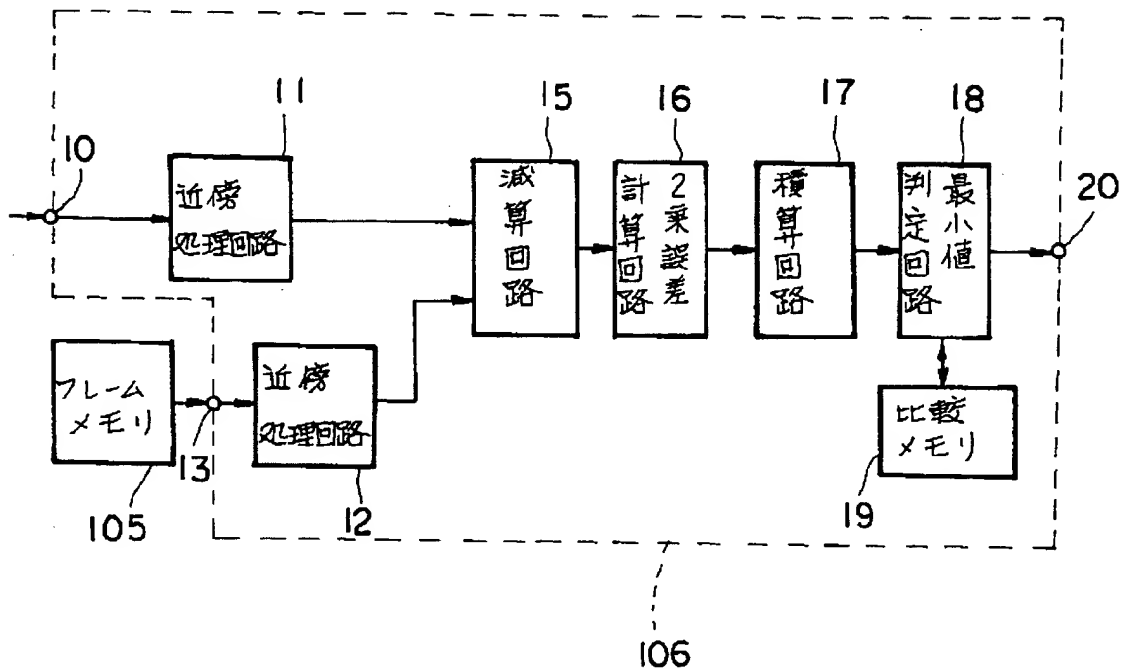 10
11
近傍
処理回路
15
減算回路
16
2乗誤差
計算回路
17
積算回路
18
最小値
判定回路
20
フレーム
メモリ
105
13
近傍
処理回路
12
比較
メモリ
19
106